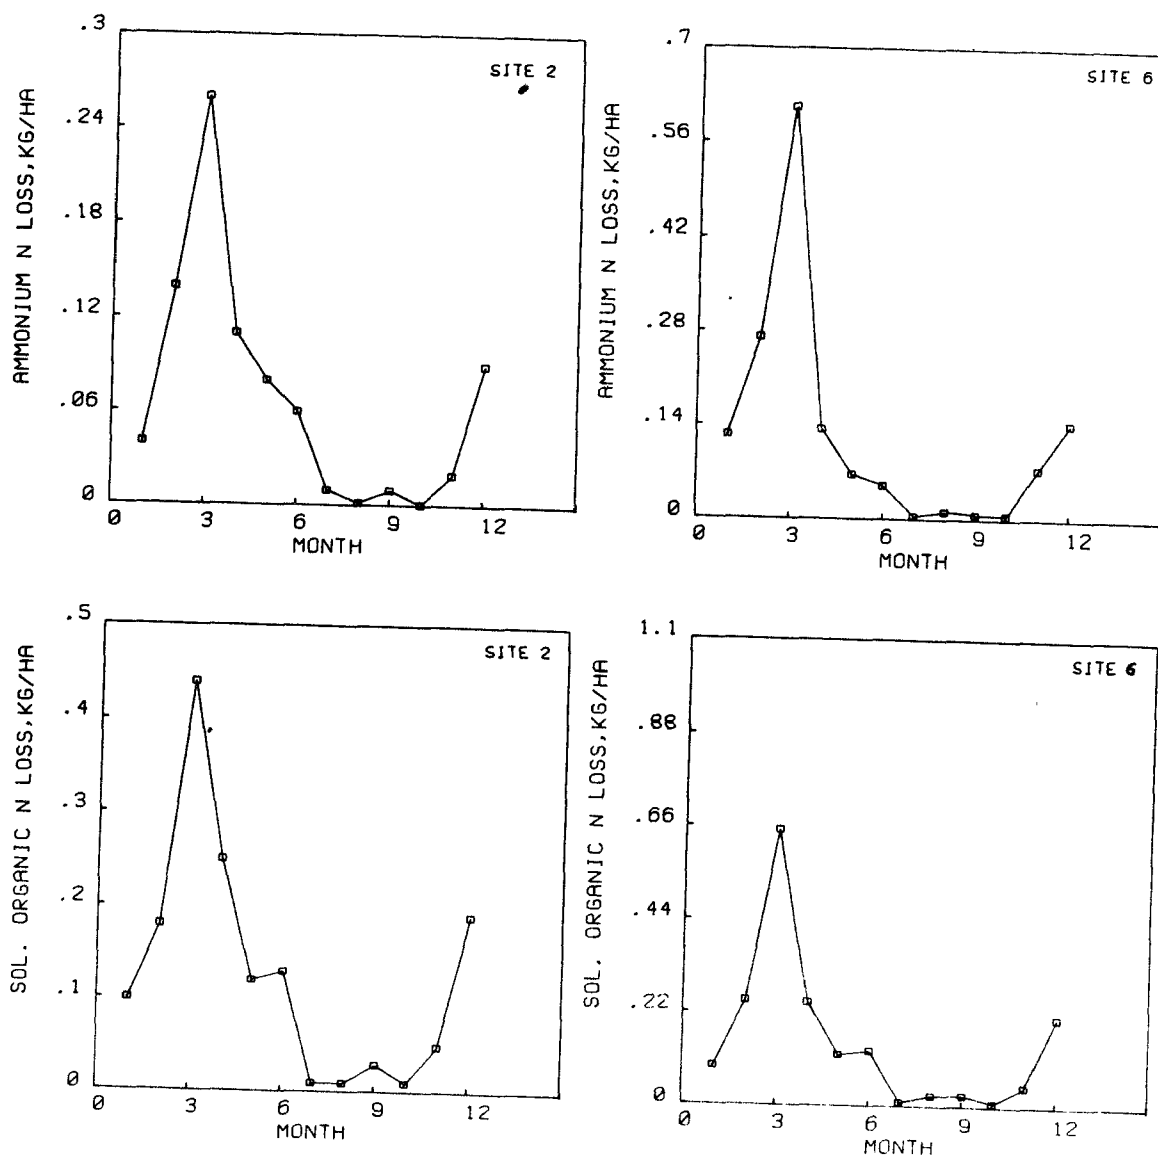 .3
.24
.18
.12
.06
0
AMMONIUM N LOSS,KG/HA
SITE 2
0 3 6 9 12
MONTH
.7
.56
.42
.28
.14
0
AMMONIUM N LOSS,KG/HA
SITE 6
0 3 6 9 12
MONTH
.5
.4
.3
.2
.1
0
SOL. ORGANIC N LOSS,KG/HA
SITE 2
0 3 6 9 12
MONTH
1.1
.88
.66
.44
.22
0
SOL. ORGANIC N LOSS,KG/HA
SITE 6
0 3 6 9 12
MONTH